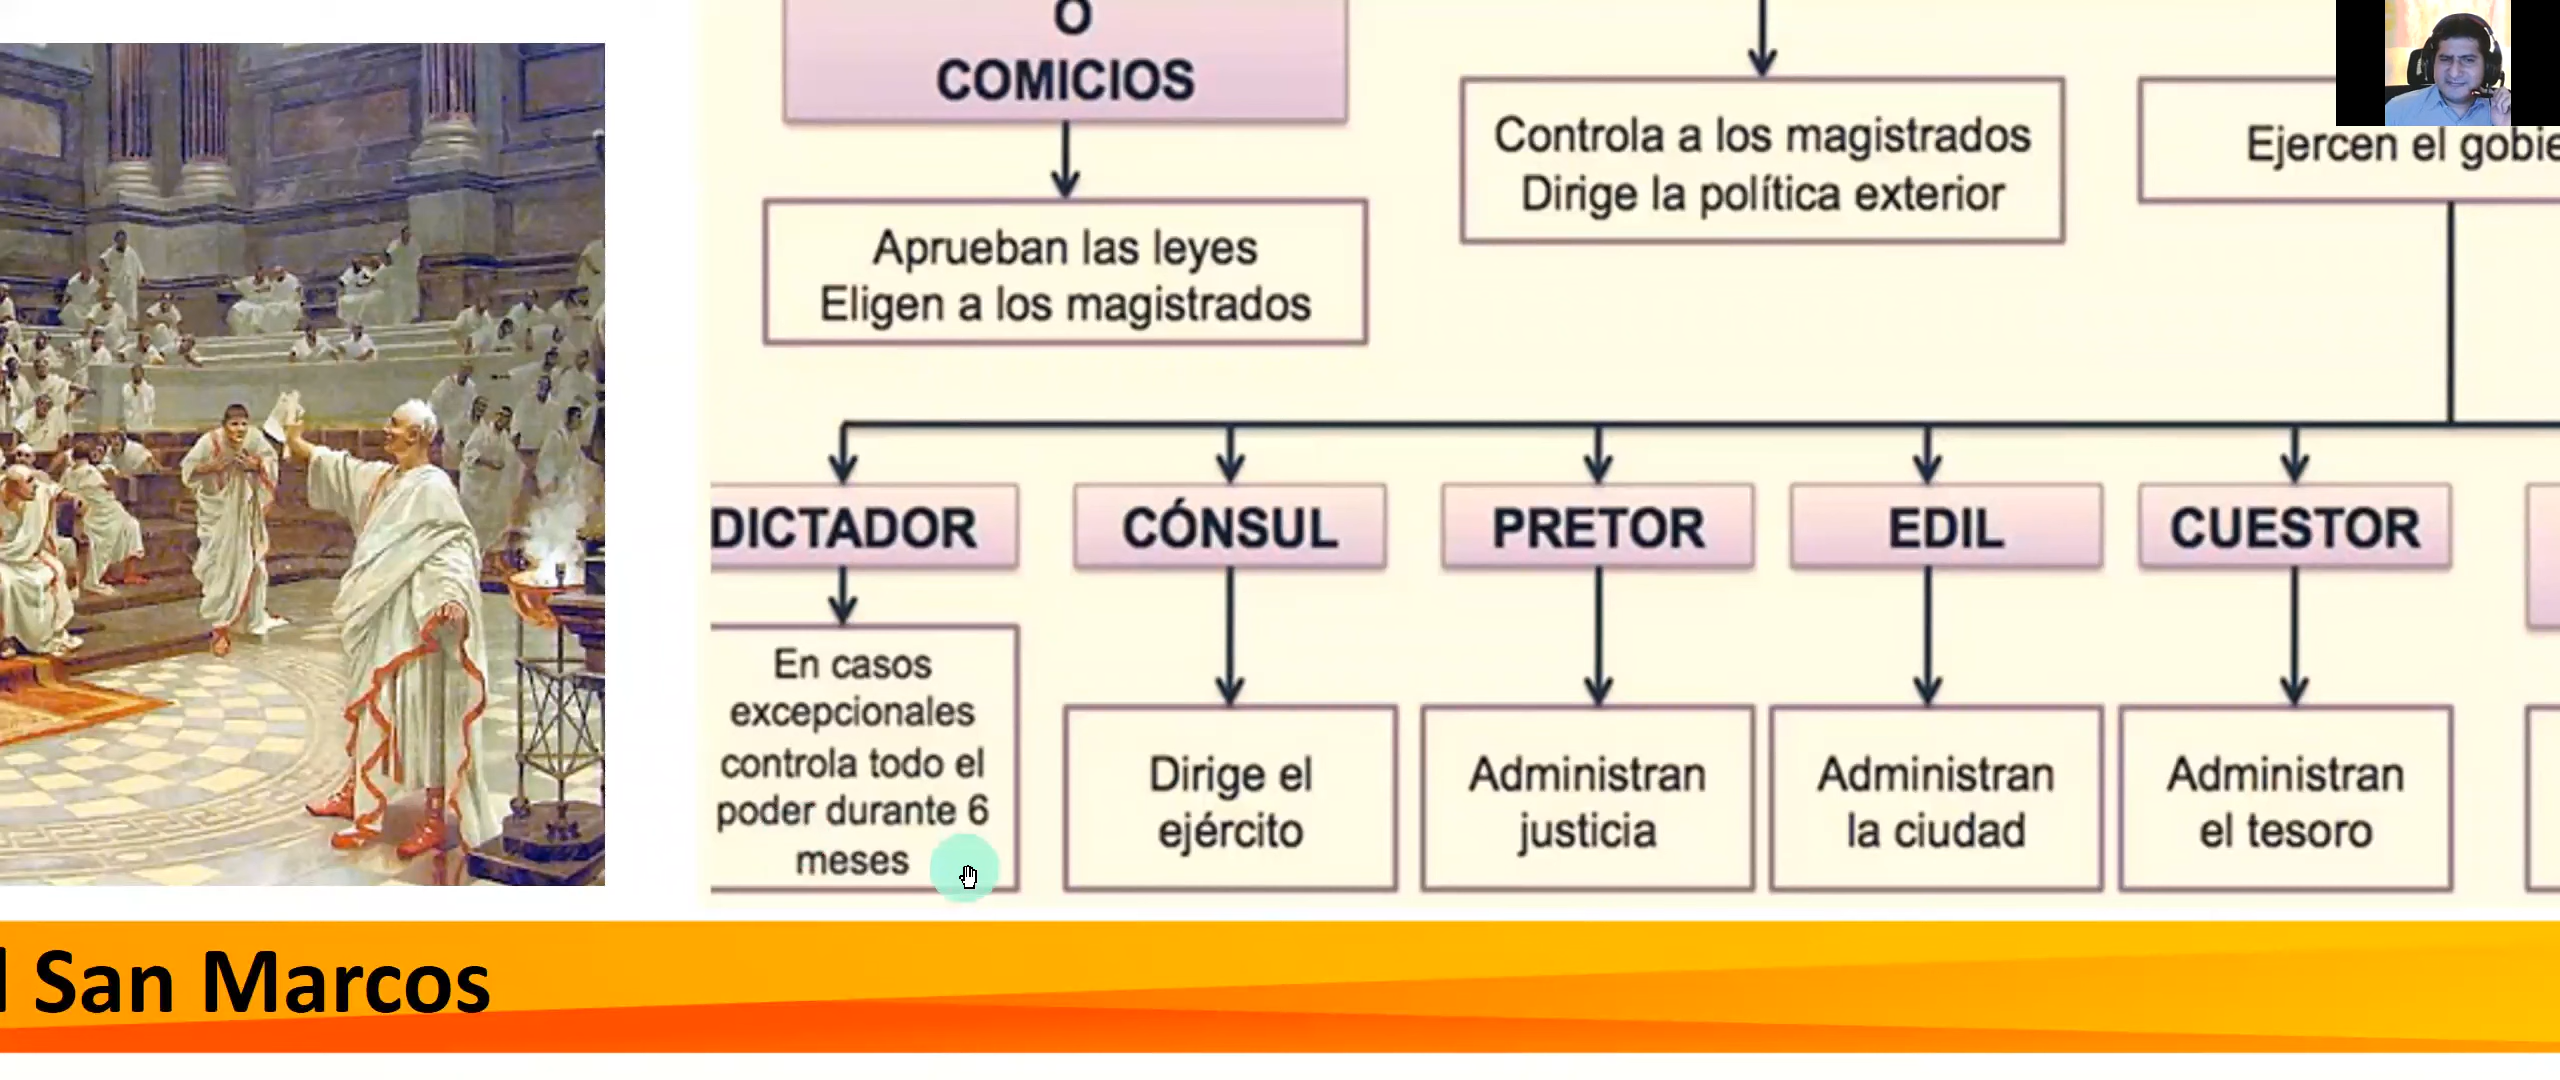 O
COMICIOS
Aprueban las leyes
Eligen a los magistrados
Controla a los magistrados
Dirige la política exterior
Ejercen el
DICTADOR
CÓNSUL
PRETOR
EDIL
CUESTOR
En casos
excepcionales
controla todo el
poder durante 6
meses
Dirige el
ejército
Administran
justicia
Administran
la ciudad
Administran
el tesoro
San Marcos